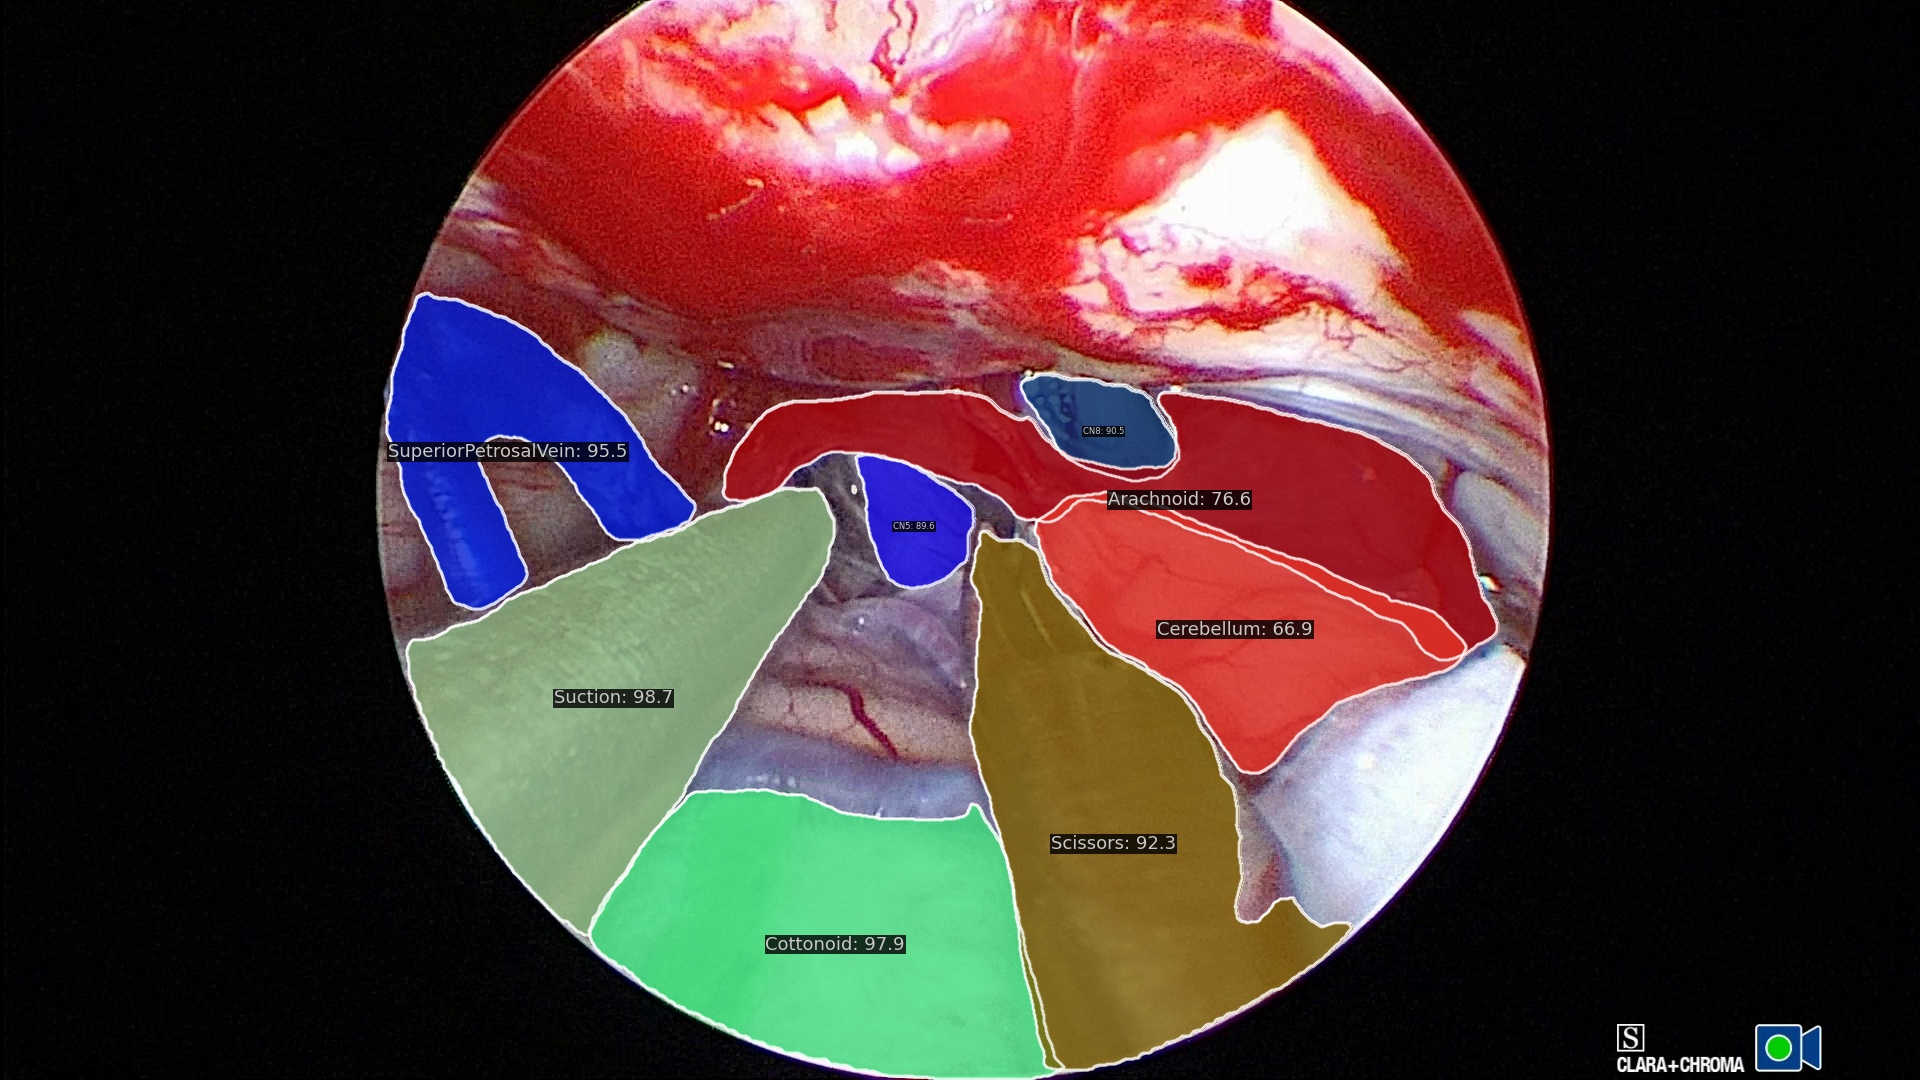 CN8: 90.5
SuperiorPetrosalVein: 95.5
Arachnoid: 76.6
CN5: 89.6
Cerebellum: 66.9
Suction: 98.7
Scissors: 92.3
Cottonoid: 97.9
S
CLARA+CHROMA